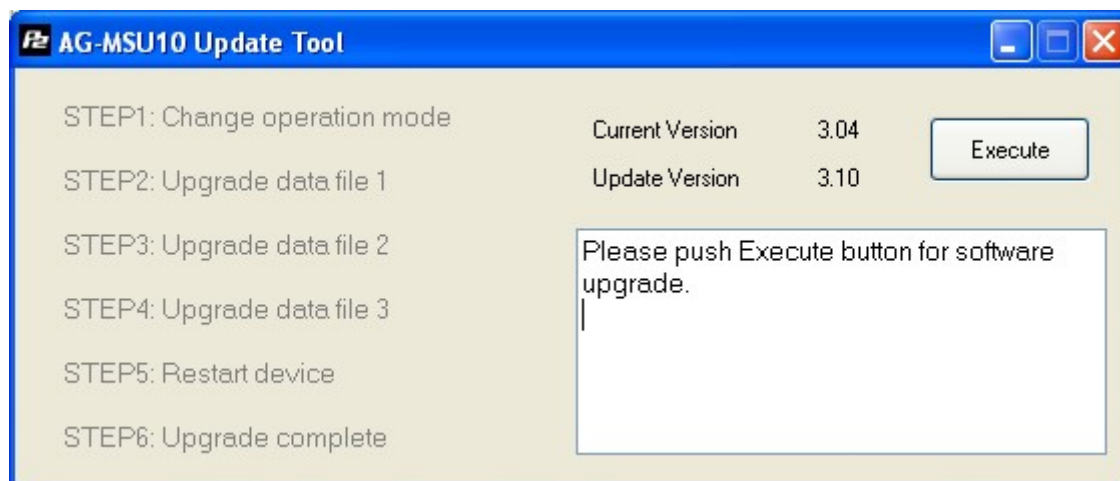 P2 AG-MSU10 Update Tool
STEP1: Change operation mode
STEP2: Upgrade data file 1
STEP3: Upgrade data file 2
STEP4: Upgrade data file 3
STEP5: Restart device
STEP6: Upgrade complete
Current Version 3.04
Update Version 3.10
Execute
Please push Execute button for software
upgrade.